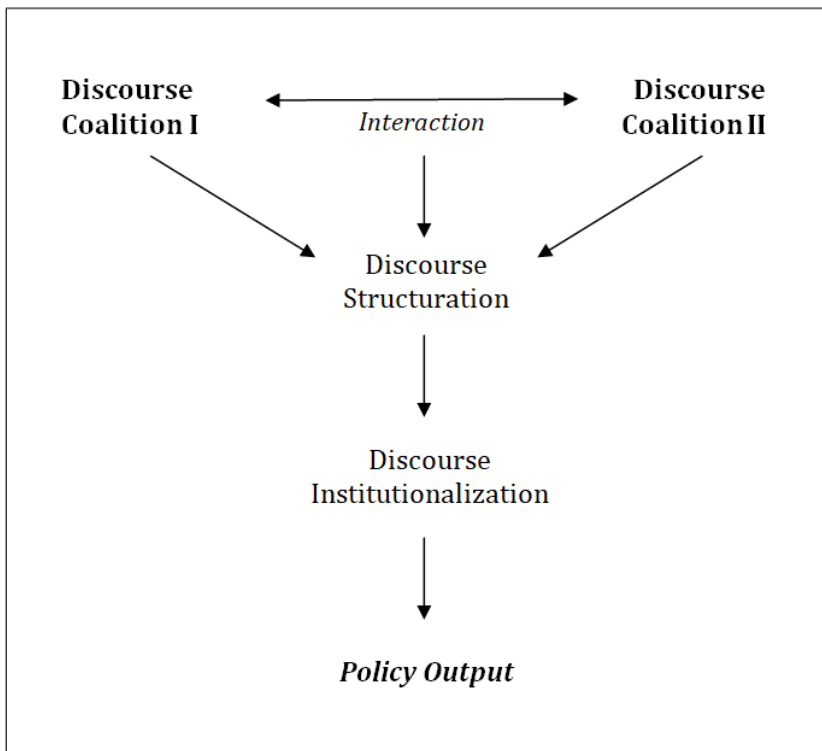 Discourse
Coalition I
Interaction
Discourse
Coalition II
Discourse
Structuration
Discourse
Institutionalization
Policy Output